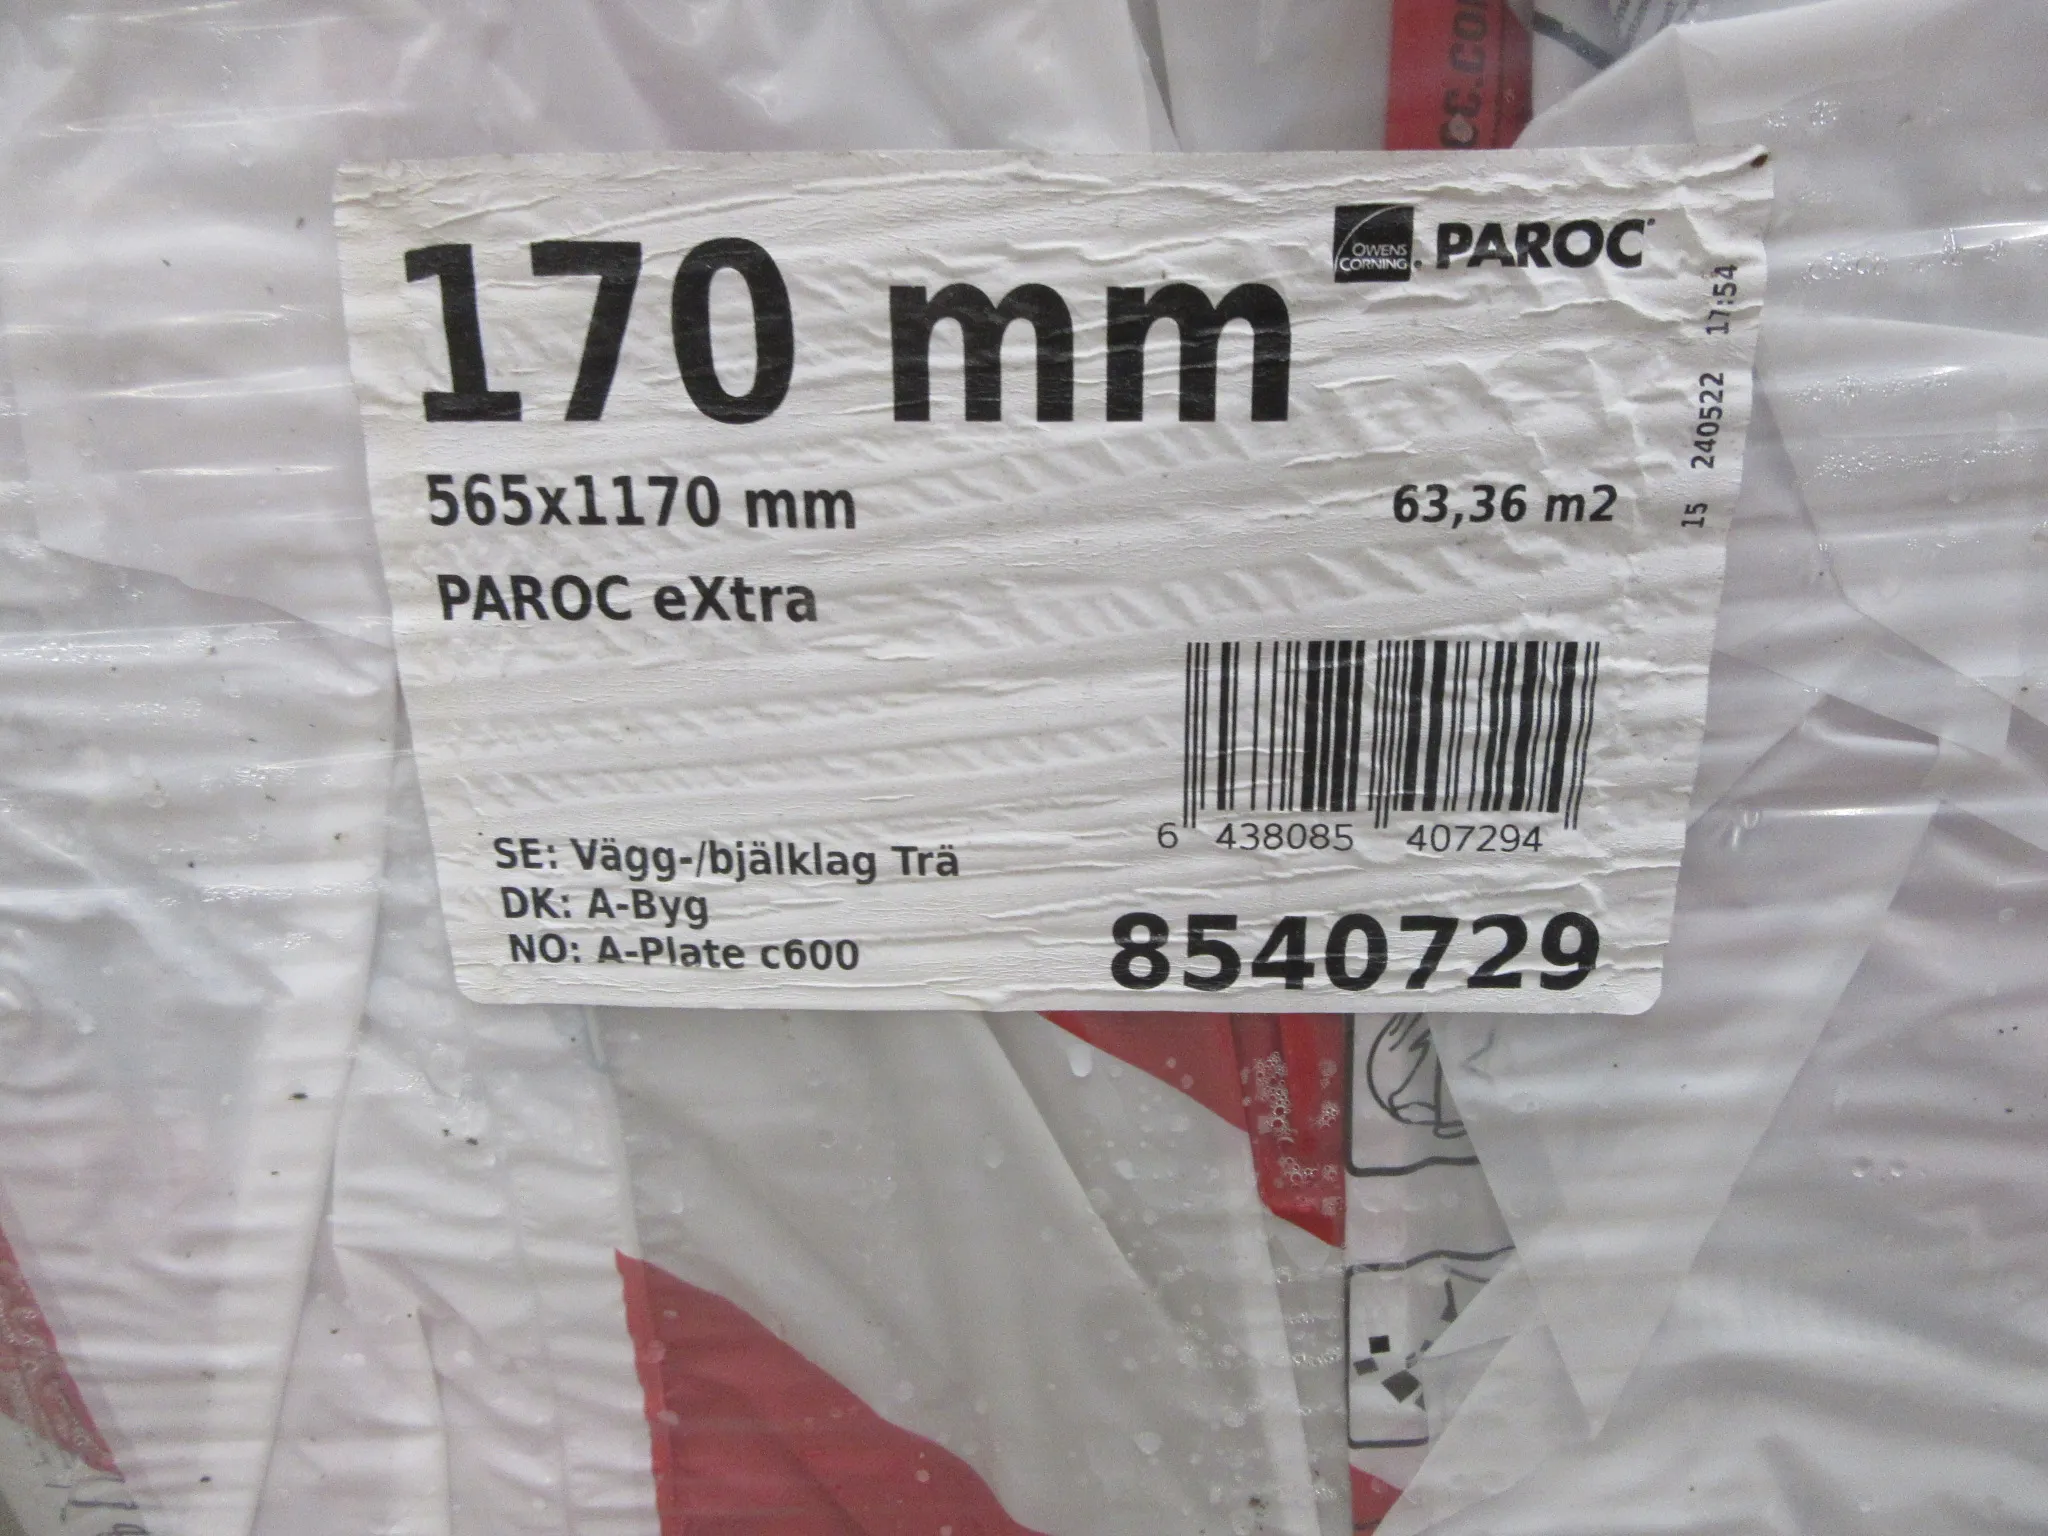 170 mm
OWENS
CORNING
PAROC
565x1170 mm
63,36 m2
15 240522 17:54
PAROC eXtra
6 438085 407294
SE: Vägg-/bjälklag Trä
DK: A-Byg
NO: A-Plate c600
8540729